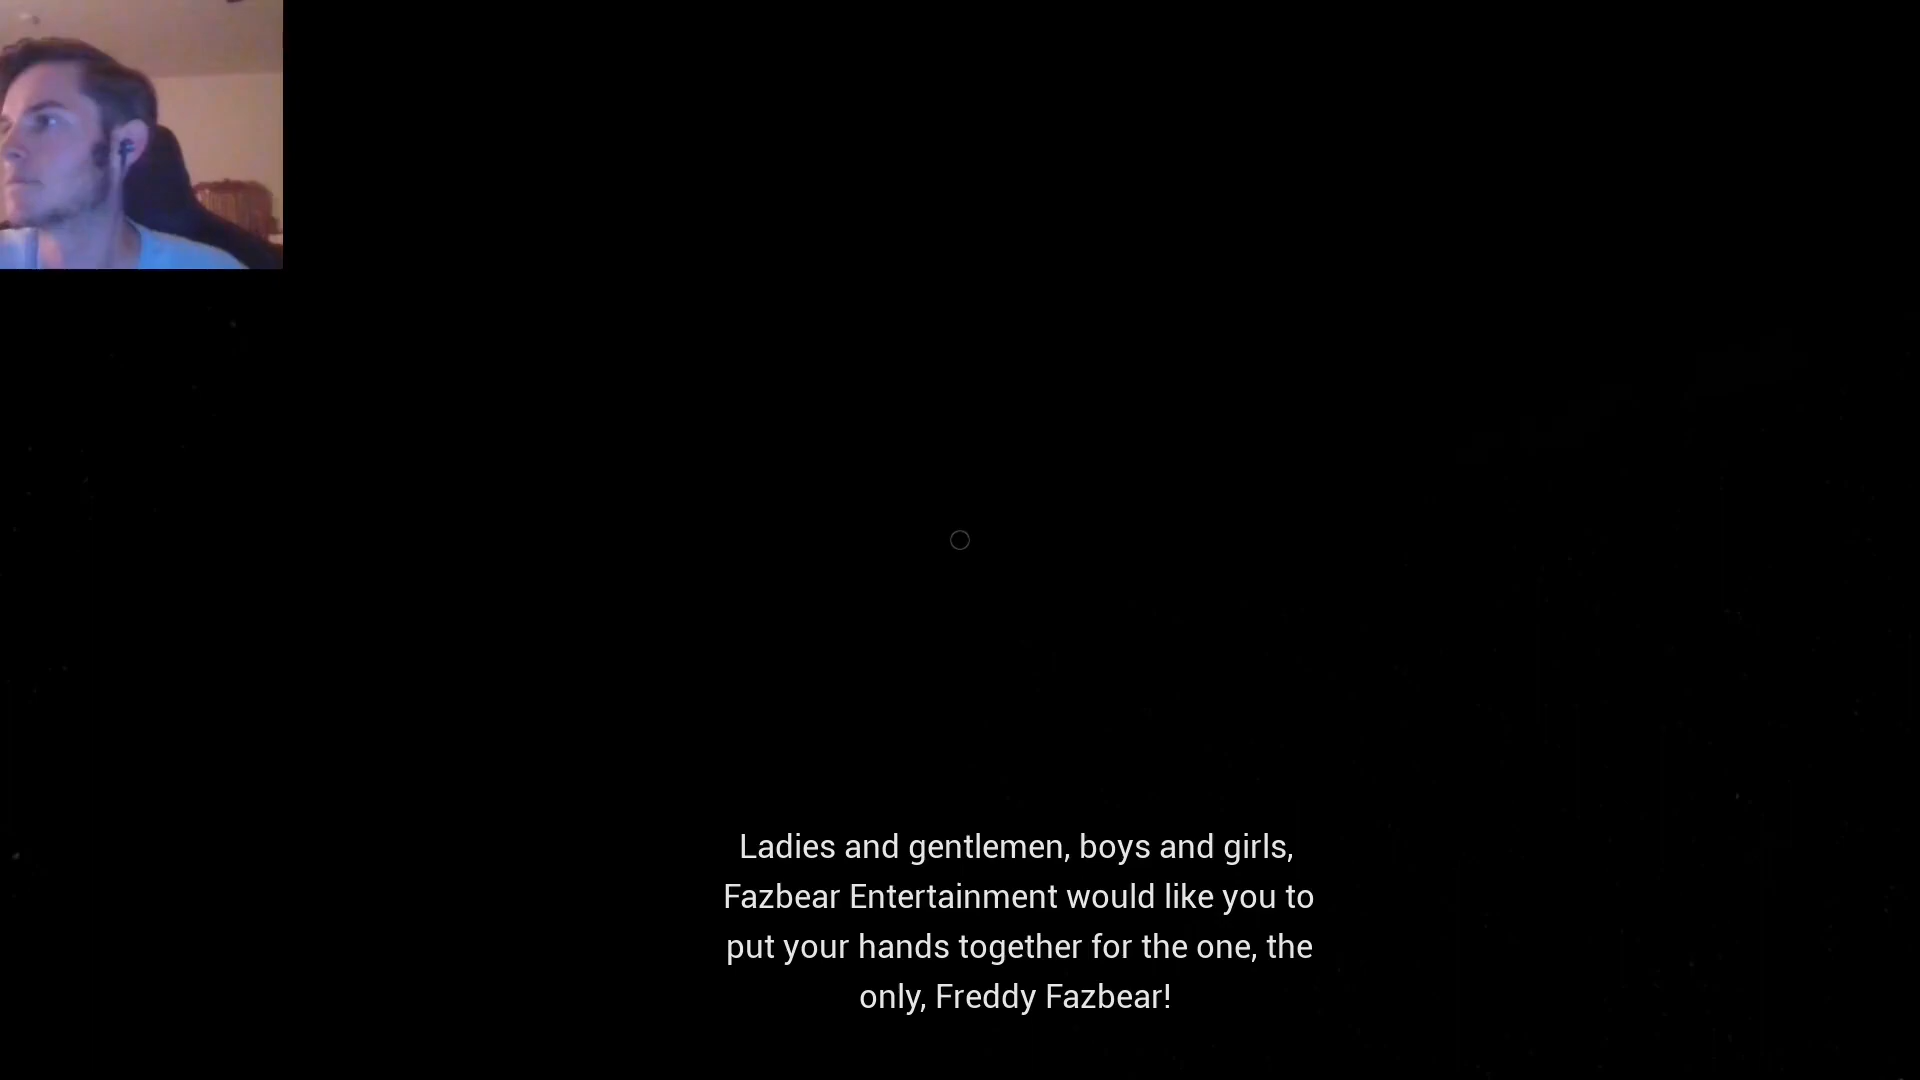 Ladies and gentlemen, boys and girls,
Fazbear Entertainment would like you to
put your hands together for the one, the
only, Freddy Fazbear!